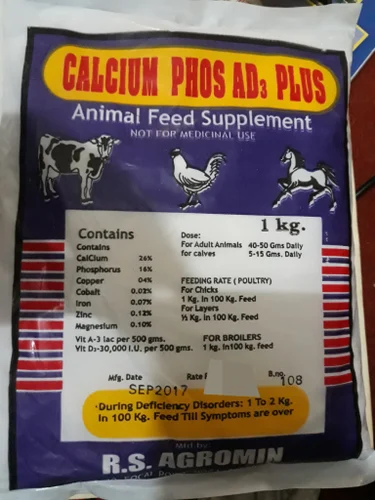 CALCIUM PHOS AD3 PLUS
Animal Feed Supplement
NOT FOR MEDICINAL USE
1 kg.
Contains
Contains
Calcium 26%
Phosphorus 16%
Copper 04%
Cobalt 0.02%
Iron 0.07%
Zinc 0.12%
Magnesium 0.10%
Vit A-3 lac per 500 gms.
Vit D3-30,000 I.U. per 500 gms.
Dose:
For Adult Animals 40-50 Gms Daily
for calves 5-15 Gms. Daily
FEEDING RATE ( POULTRY)
For Chicks
1 Kg. In 100 Kg. Feed
For Layers
½ Kg. In 100 Kg. Feed
FOR BROILERS
1 kg. In100 kg. feed
Mfg. Date Rate B.no. 108
SEP2017
During Deficiency Disorders: 1 To 2 Kg.
In 100 Kg. Feed Till Symptoms are over
Mfd. by:
R.S. AGROMIN